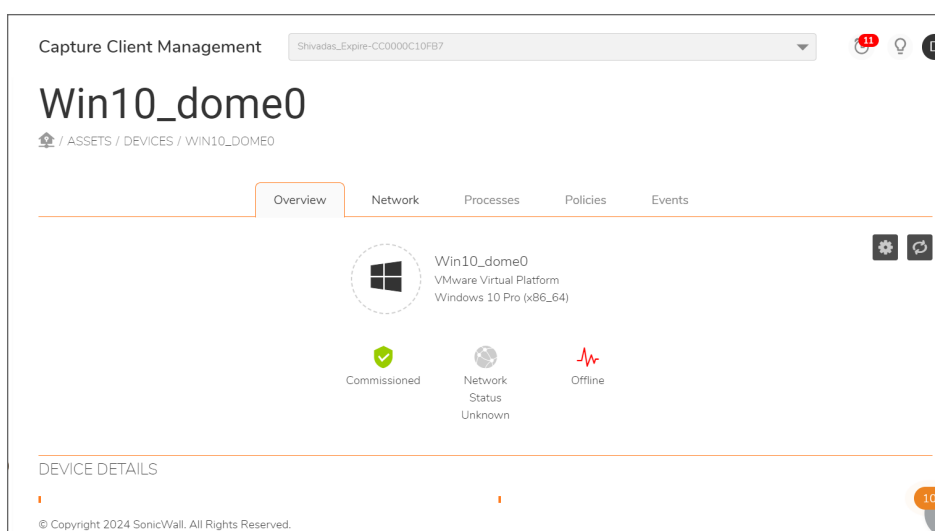 Capture Client Management
Shivadas_Expire-CC0000C10FB7
11
Win10_dome0
/ ASSETS / DEVICES / WIN10_DOME0
Overview
Network
Processes
Policies
Events
Win10_dome0
VMware Virtual Platform
Windows 10 Pro (x86_64)
Commissioned
Network
Status
Unknown
Offline
DEVICE DETAILS
10
© Copyright 2024 SonicWall. All Rights Reserved.